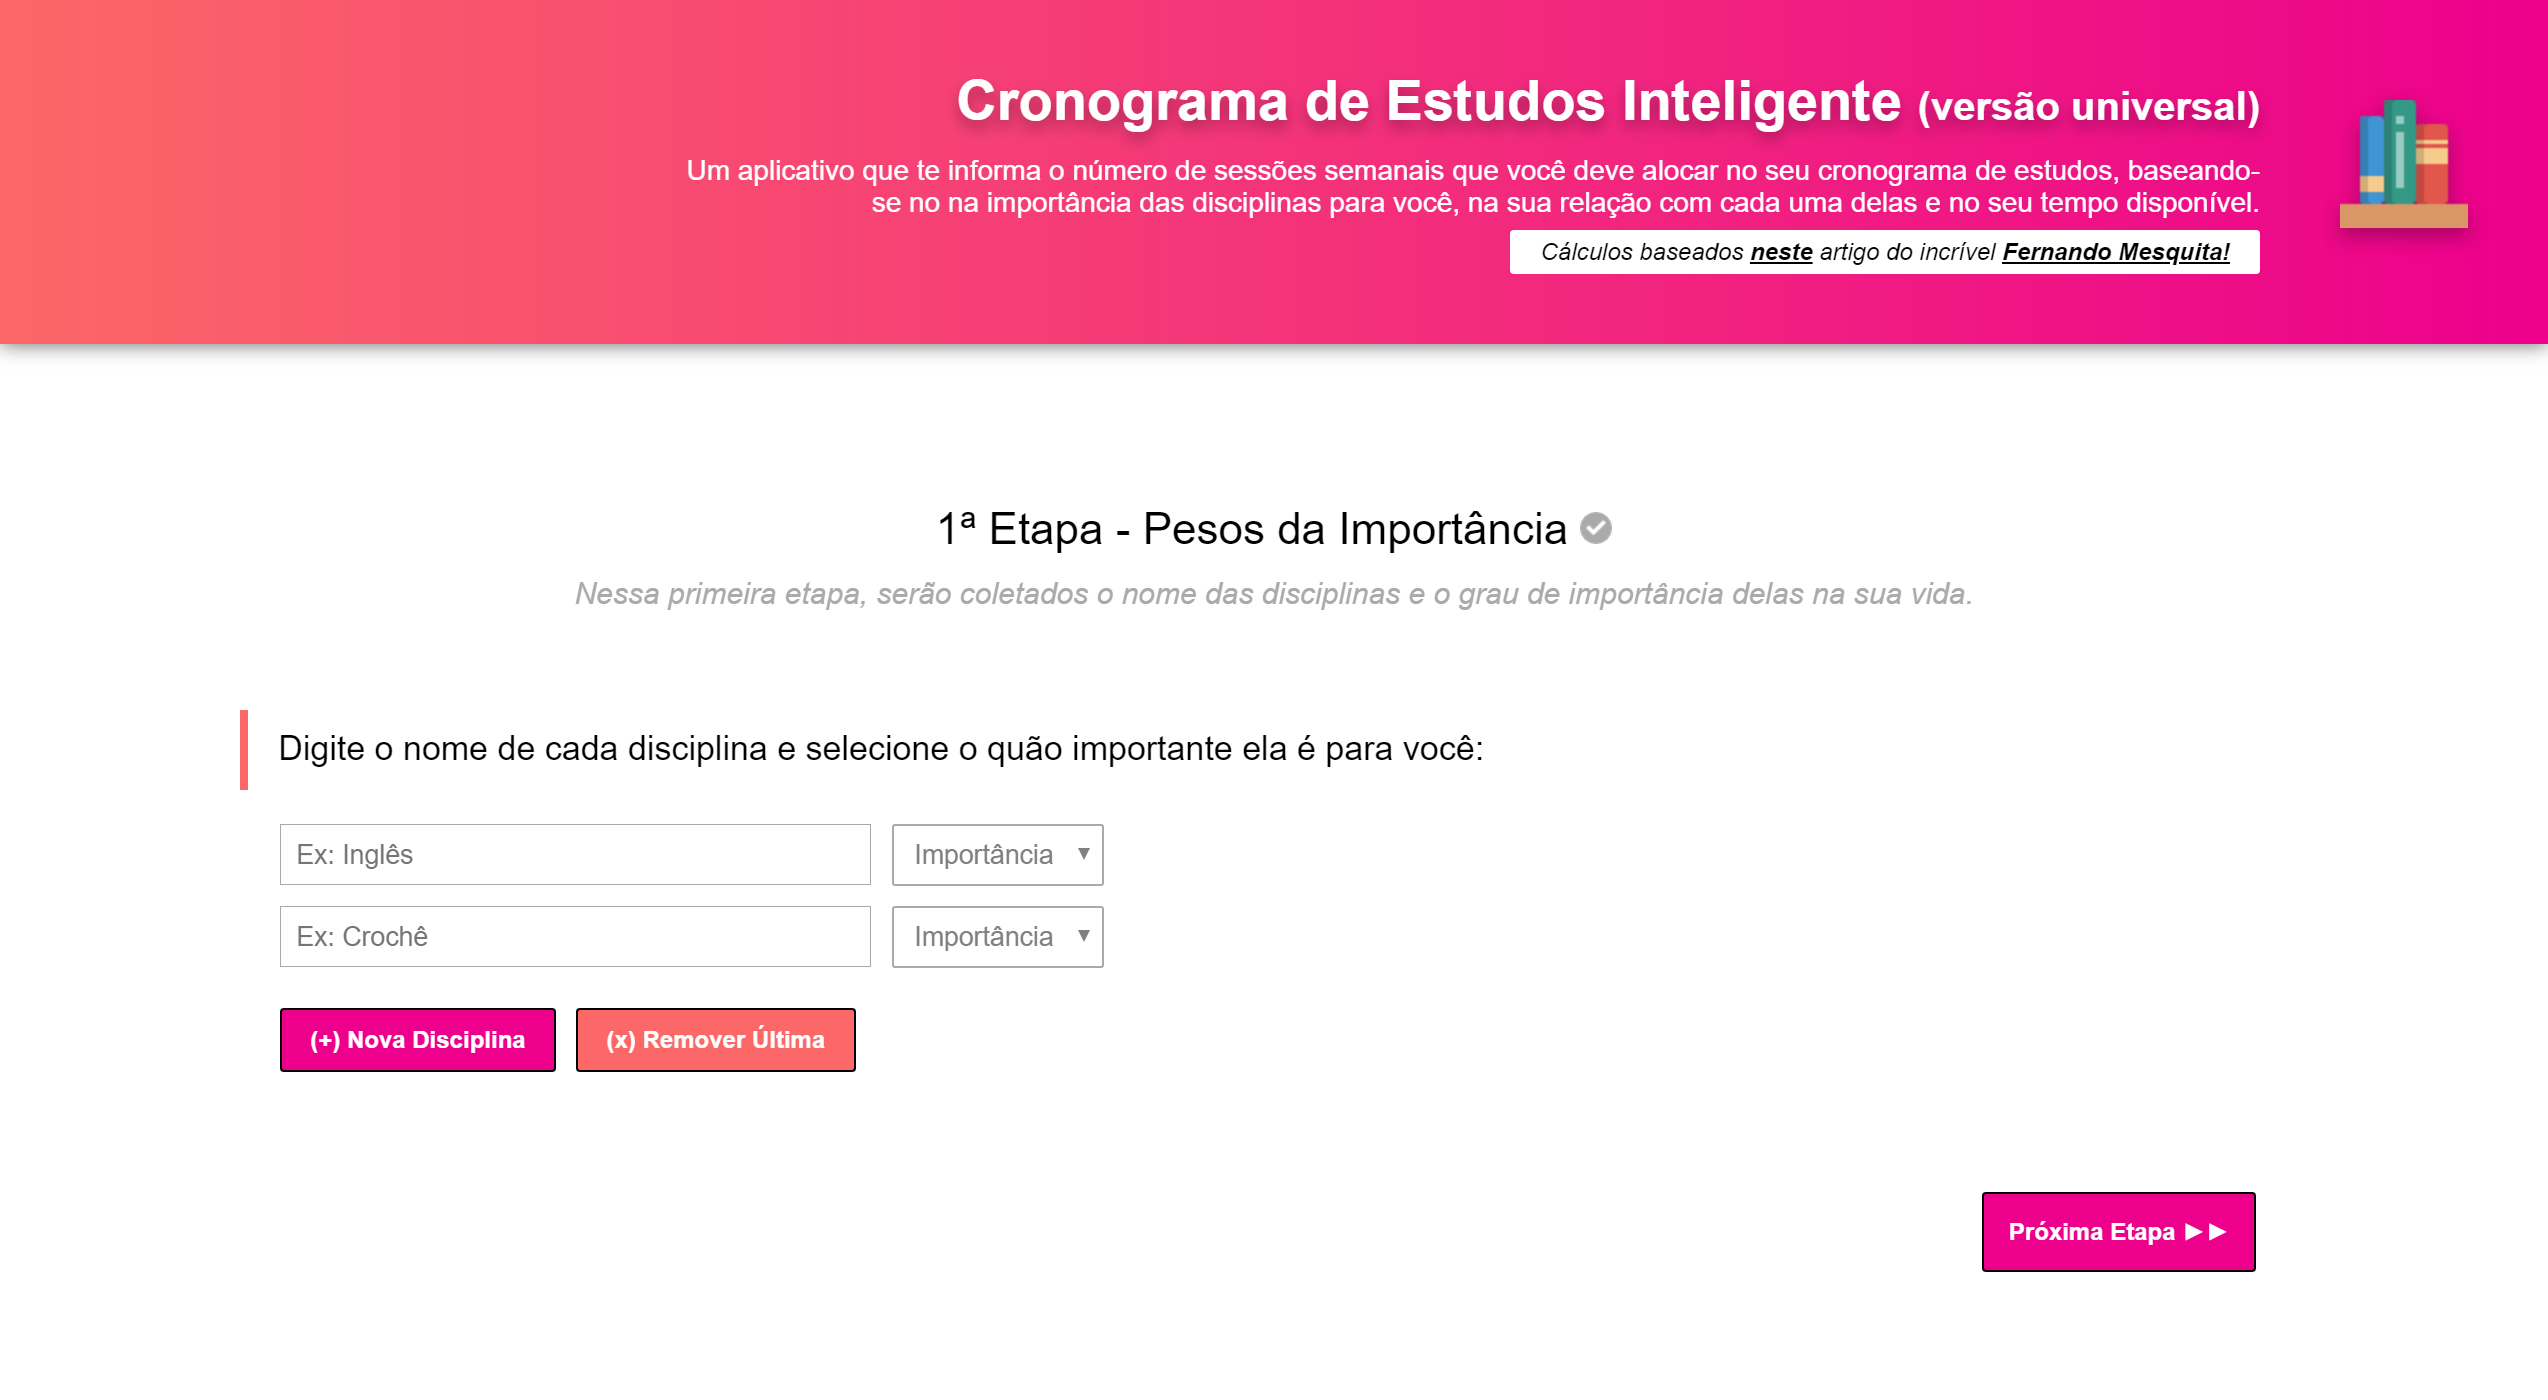 Cronograma de Estudos Inteligente (versão universal)
Um aplicativo que te informa o número de sessões semanais que você deve alocar no seu cronograma de estudos, baseando-
se no na importância das disciplinas para você, na sua relação com cada uma delas e no seu tempo disponível.
Cálculos baseados neste artigo do incrível Fernando Mesquita!
1ª Etapa - Pesos da Importância
Nessa primeira etapa, serão coletados o nome das disciplinas e o grau de importância delas na sua vida.
Digite o nome de cada disciplina e selecione o quão importante ela é para você:
Ex: Inglês Importância
Ex: Crochê Importância
(+) Nova Disciplina (x) Remover Última
Próxima Etapa ►►